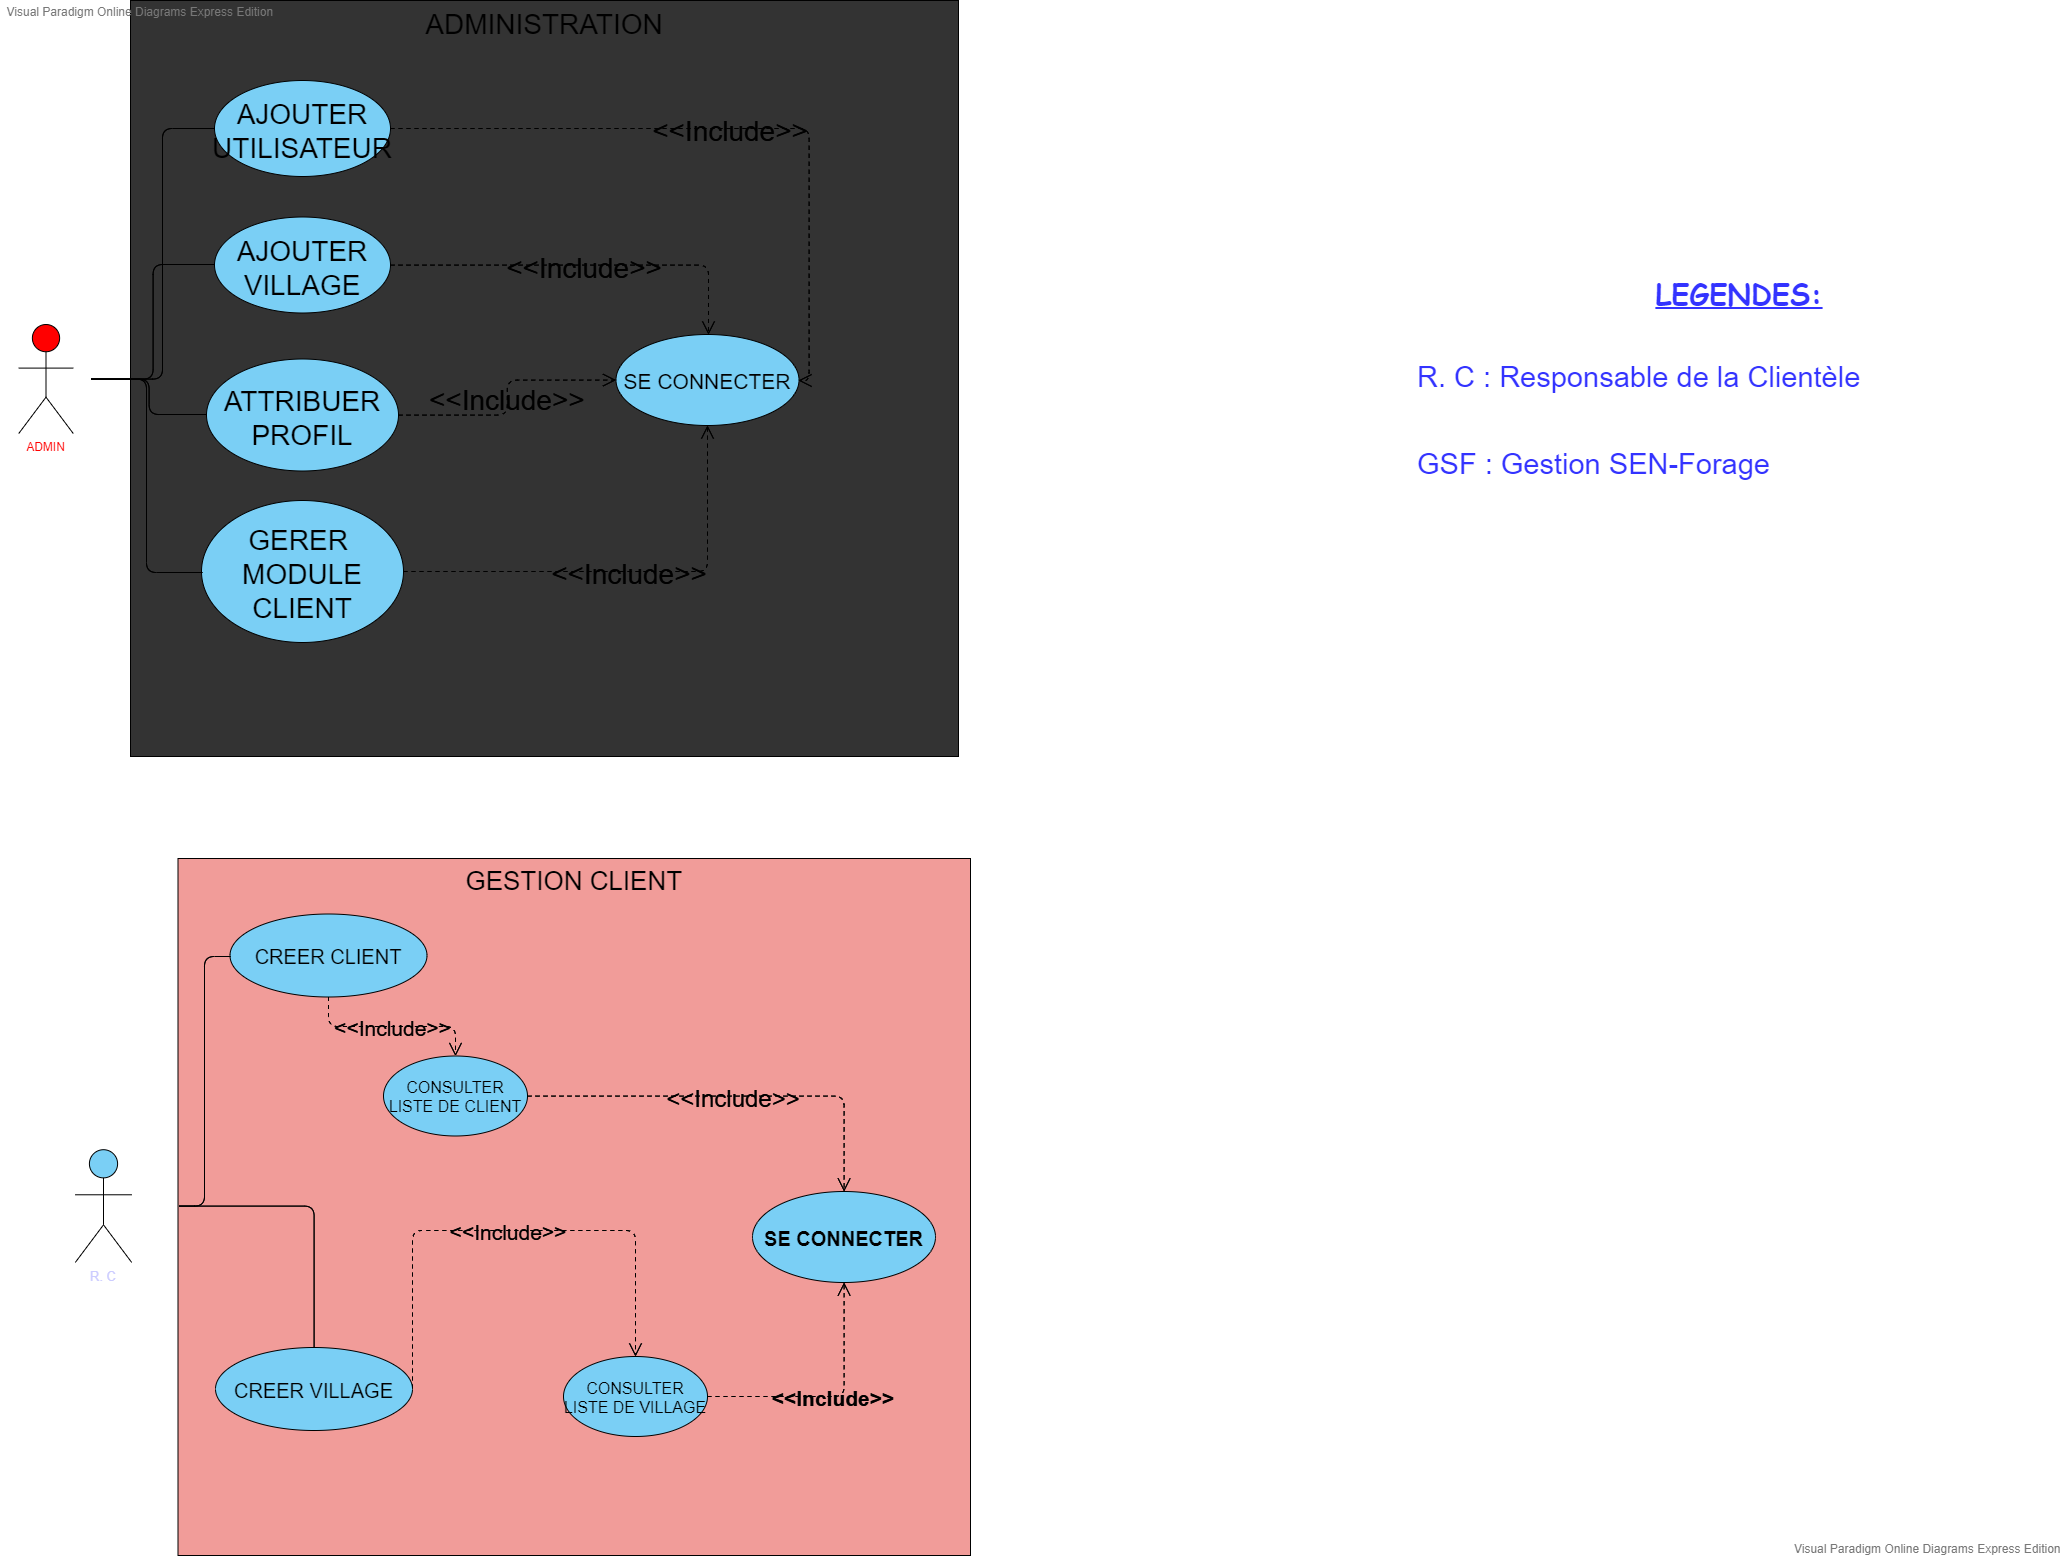 Visual Paradigm Online Diagrams Express Edition
ADMINISTRATION
AJOUTER
UTILISATEUR
<<Include>>
AJOUTER
VILLAGE
<<Include>>
ADMIN
ATTRIBUER
PROFIL
<<Include>>
SE CONNECTER
GERER
MODULE
CLIENT
<<Include>>
LEGENDES:
R. C : Responsable de la Clientèle
GSF : Gestion SEN-Forage
GESTION CLIENT
CREER CLIENT
<<Include>>
CONSULTER
LISTE DE CLIENT
<<Include>>
R. C
<<Include>>
SE CONNECTER
CREER VILLAGE
CONSULTER
LISTE DE VILLAGE
<<Include>>
Visual Paradigm Online Diagrams Express Edition